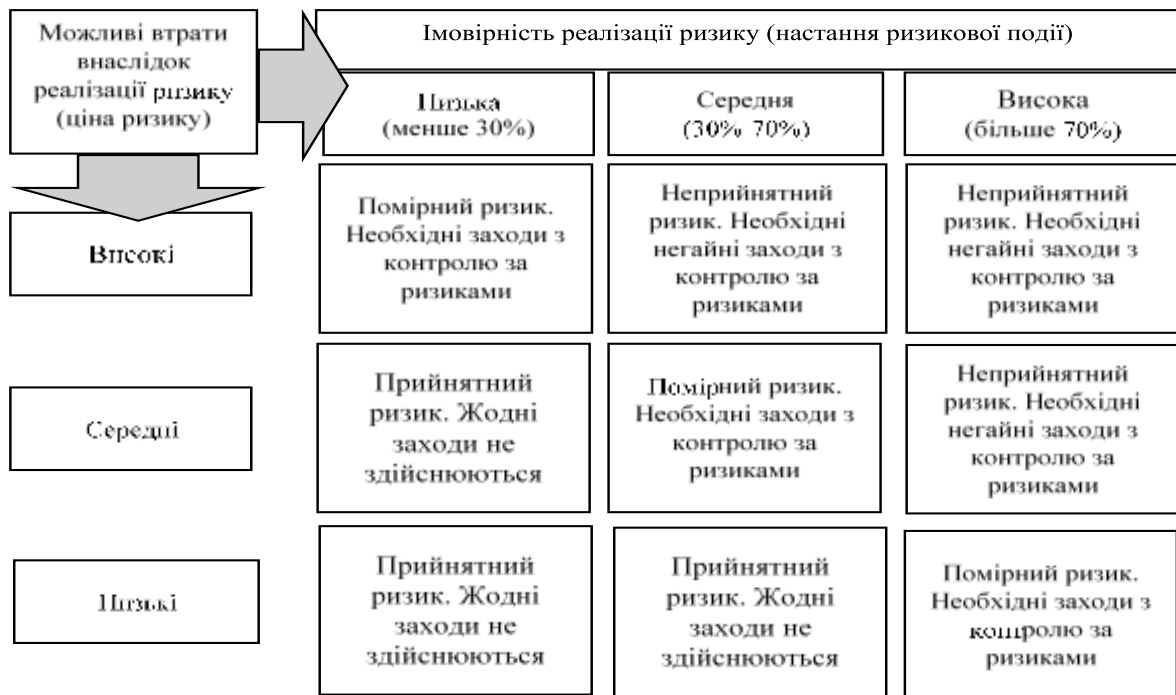 Можливі втрати
внаслідок
реалізації ризику
(ціна ризику)
Імовірність реалізації ризику (настання ризикової події)
Низька
(менше 30%)
Середня
(30% 70%)
Висока
(більше 70%)
Високі
Помірний ризик.
Необхідні заходи з
контролю за
ризиками
Неприйнятний
ризик. Необхідні
негайні заходи з
контролю за
ризиками
Неприйнятний
ризик. Необхідні
негайні заходи з
контролю за
ризиками
Середні
Прийнятний
ризик. Жодні
заходи не
здійснюються
Помірний ризик.
Необхідні заходи з
контролю за
ризиками
Неприйнятний
ризик. Необхідні
негайні заходи з
контролю за
ризиками
Низькі
Прийнятний
ризик. Жодні
заходи не
здійснюються
Прийнятний
ризик. Жодні
заходи не
здійснюються
Помірний ризик.
Необхідні заходи з
контролю за
ризиками